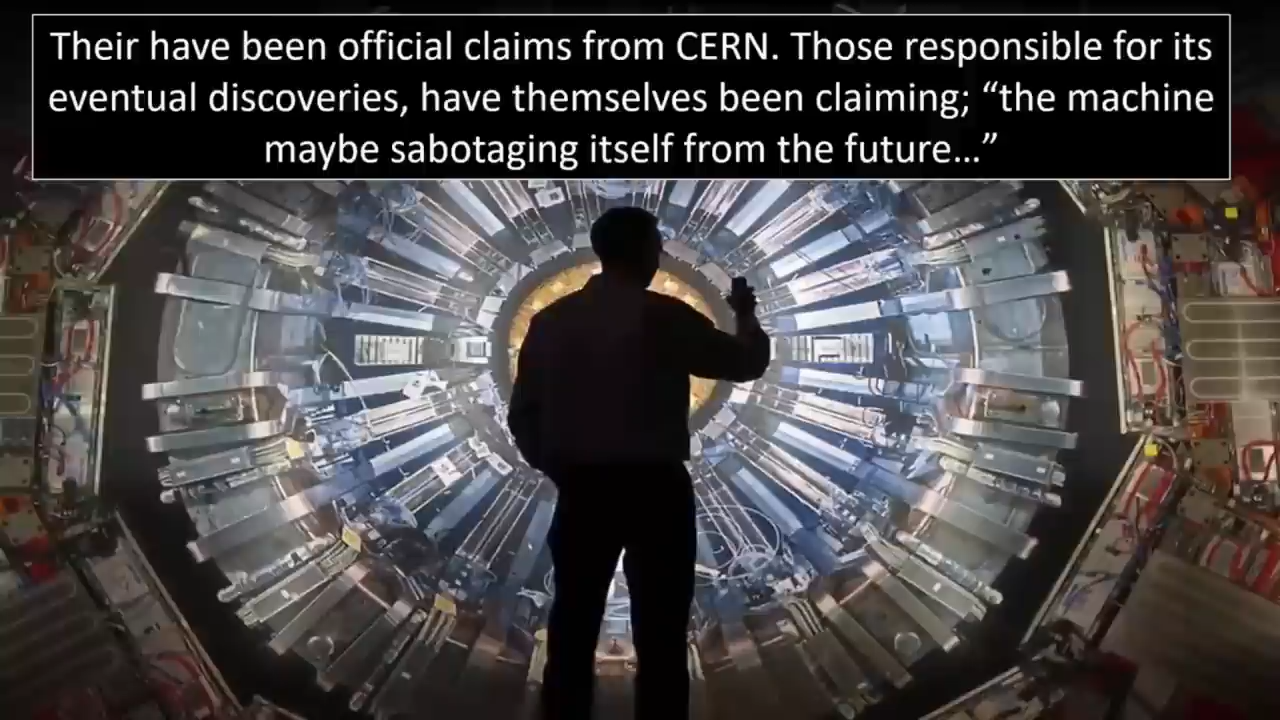 Their have been official claims from CERN. Those responsible for its
eventual discoveries, have themselves been claiming; “the machine
maybe sabotaging itself from the future…”